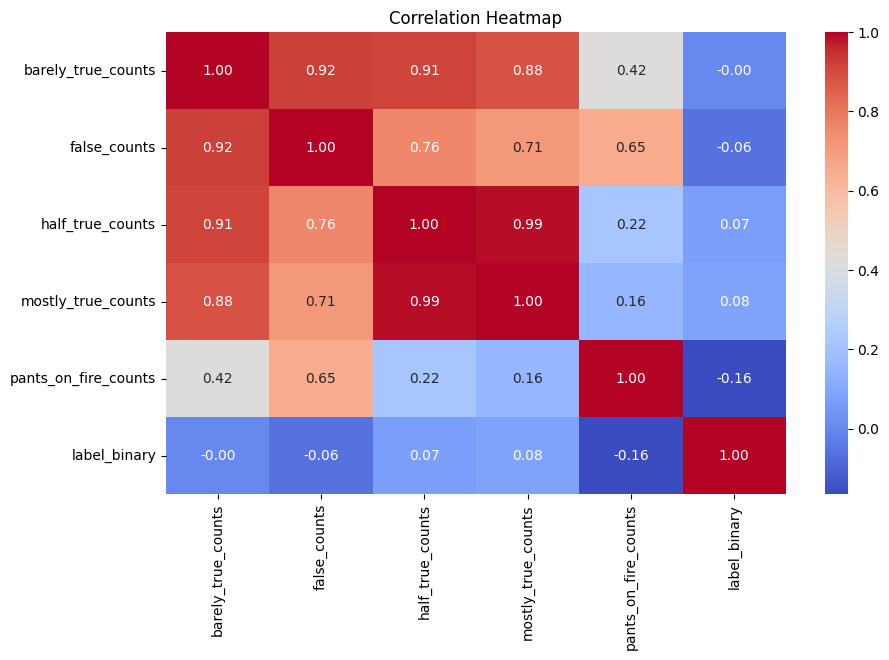 Correlation Heatmap
barely_true_counts 1.00 0.92 0.91 0.88 0.42 -0.00
false_counts 0.92 1.00 0.76 0.71 0.65 -0.06
half_true_counts 0.91 0.76 1.00 0.99 0.22 0.07
mostly_true_counts 0.88 0.71 0.99 1.00 0.16 0.08
pants_on_fire_counts 0.42 0.65 0.22 0.16 1.00 -0.16
label_binary -0.00 -0.06 0.07 0.08 -0.16 1.00
barely_true_counts
false_counts
half_true_counts
mostly_true_counts
pants_on_fire_counts
label_binary
1.0
0.8
0.6
0.4
0.2
0.0